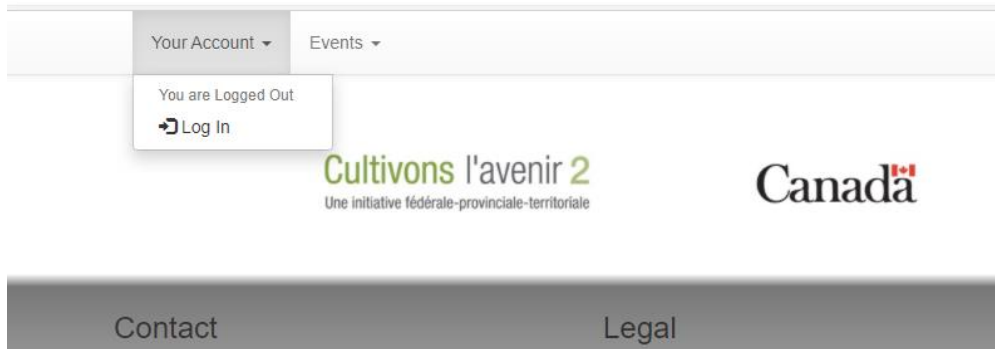 Your Account Events
You are Logged Out
Log In
Cultivons l'avenir 2
Une initiative fédérale-provinciale-territoriale
Canada
Contact Legal